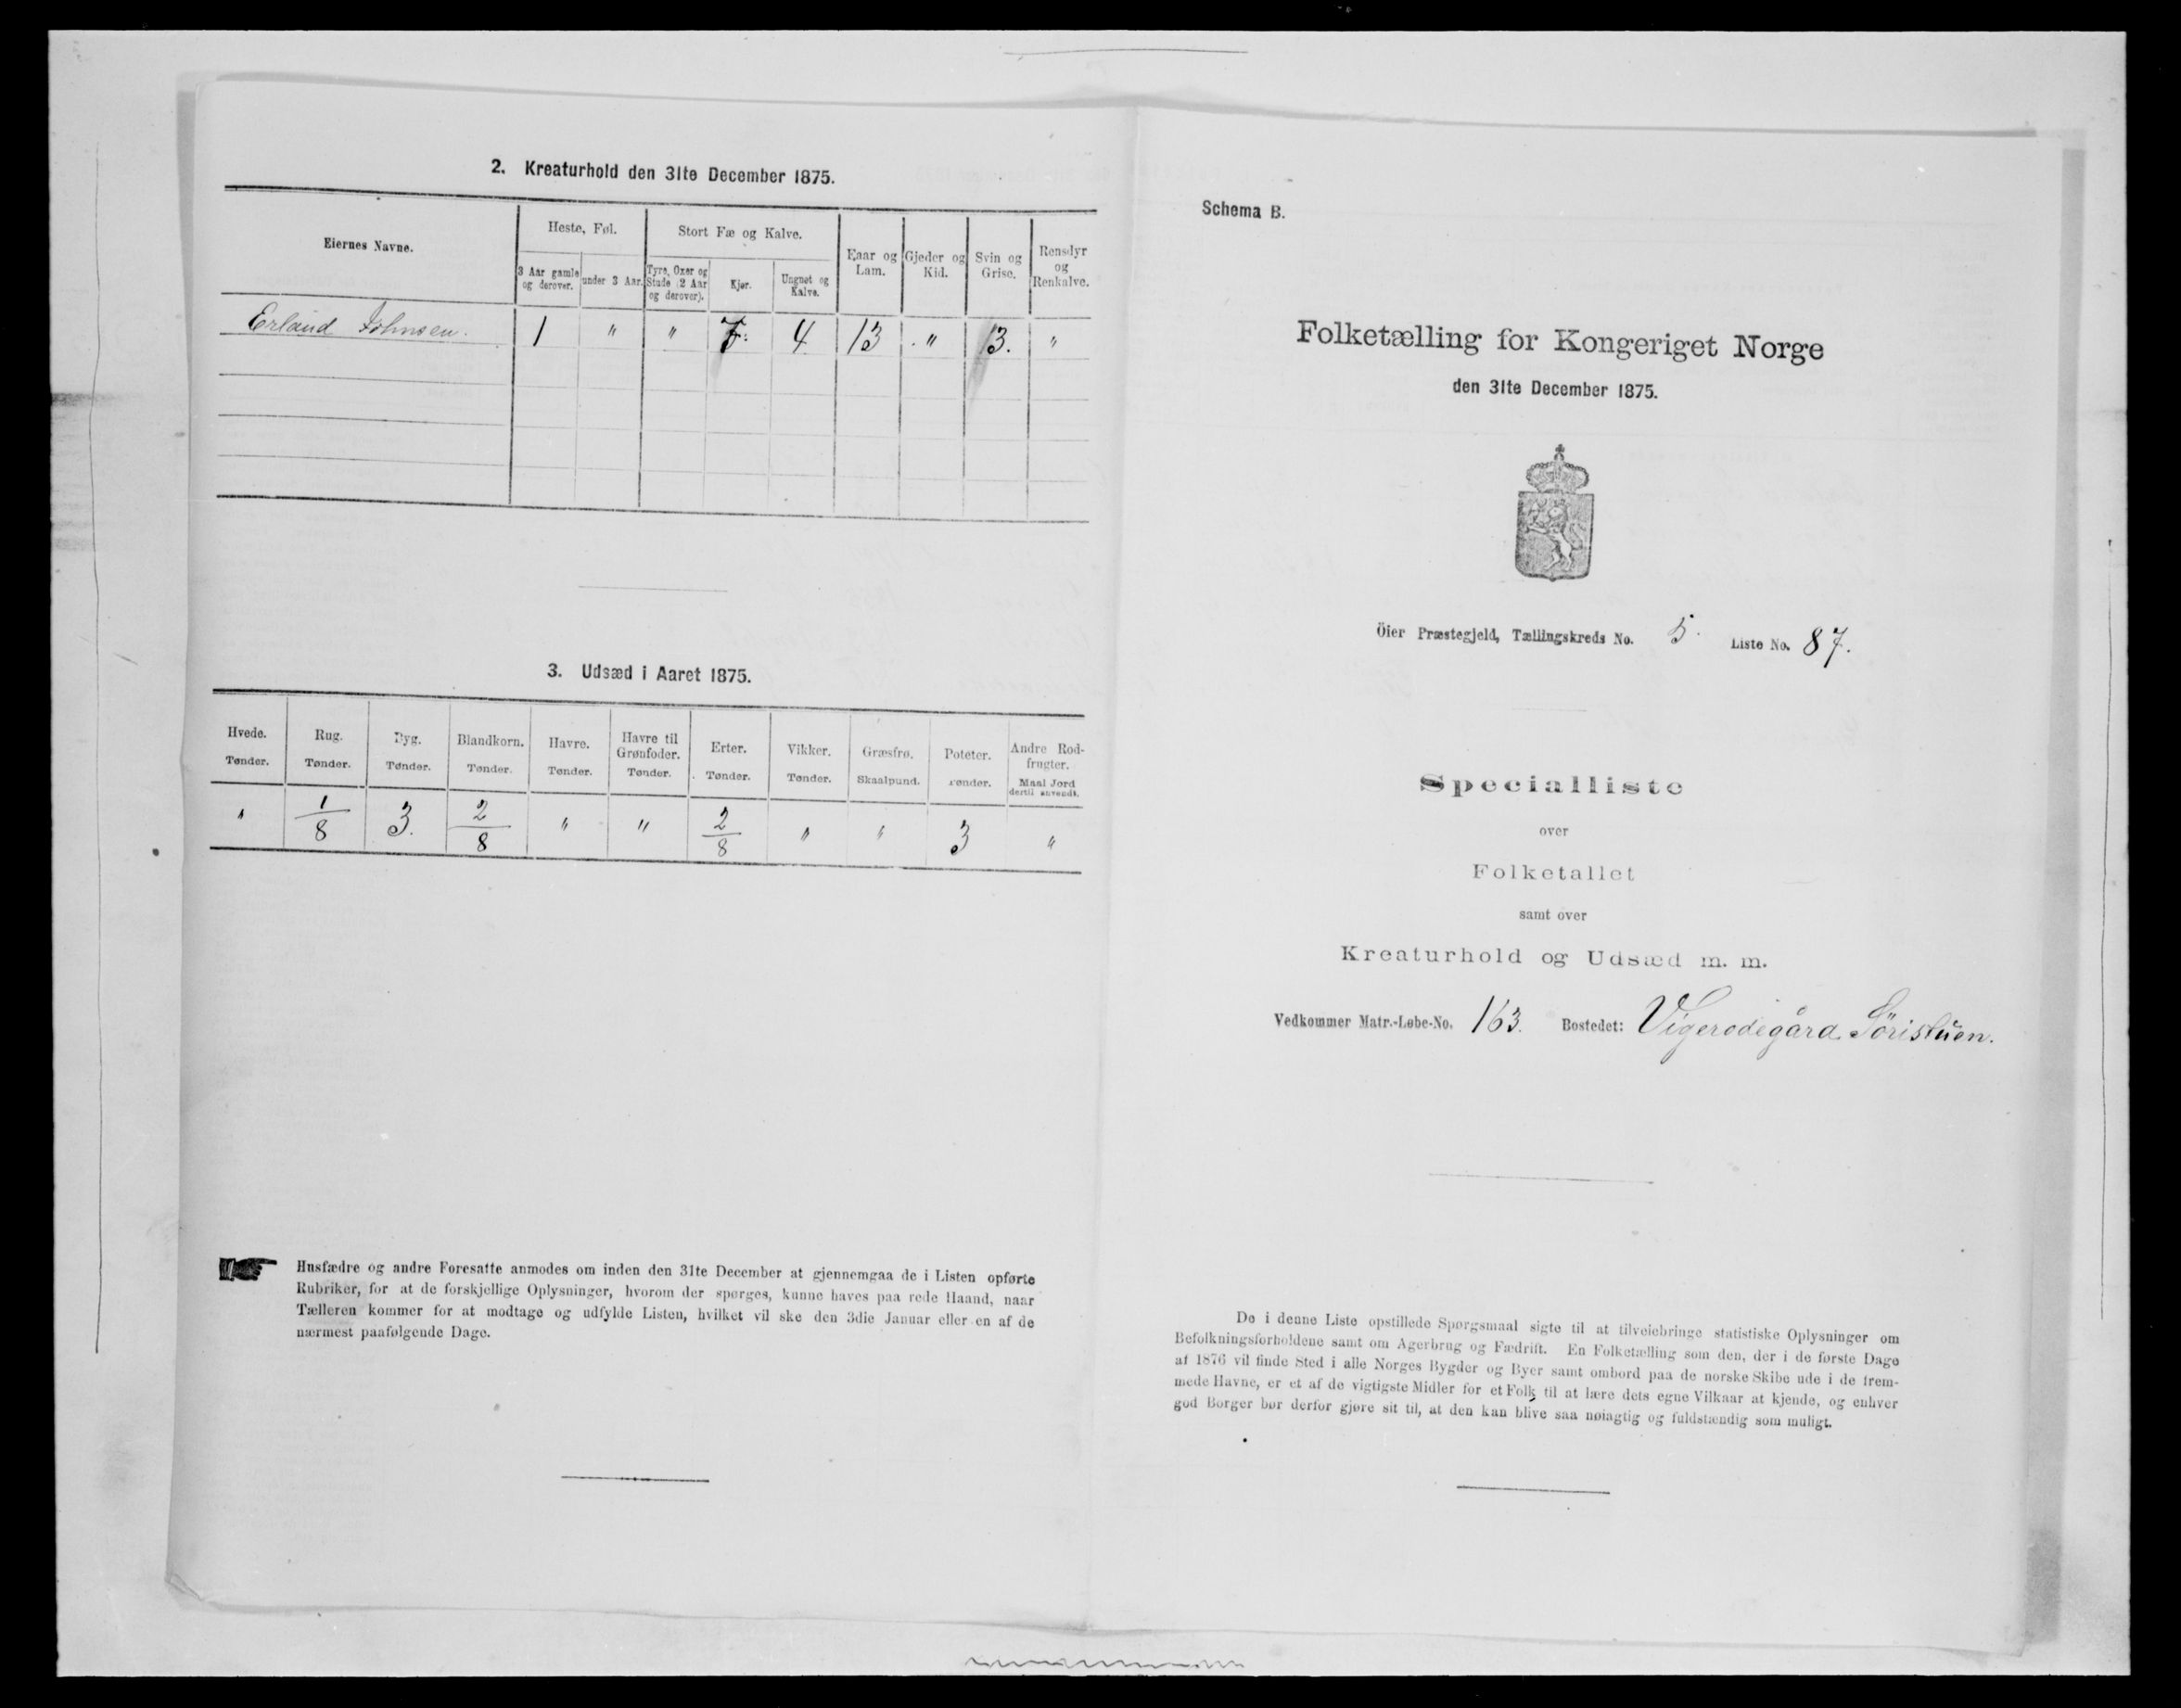 2. Kreaturhold den 31te December 1875.
Eiernes Navne.
Heste, Føl.
Stort Fæ og Kalve.
3 Aar gamle og derover.
under 3 Aar.
Tyre, Oxer og Stude (2 Aar og derover).
Kjør.
Ungnøt og Kalve.
Faar og Lam.
Gjeder og Kid.
Svin og Grise.
Rensdyr og Renkalve.
Erland Johnsen. 1 " " 7. 4 13 " 3. "
3. Udsæd i Aaret 1875.
Hvede. Rug. Byg. Blandkorn. Havre. Havre til Grønfoder. Erter. Vikker. Græsfrø. Poteter. Andre Rodfrugter.
Tønder. Tønder. Tønder. Tønder. Tønder. Tønder. Tønder. Tønder. Skaalpund. Tønder. Maal Jord dertil anvendt.
" 1/8 3. 2/8 " " 2/8 " " 3 "
Husfædre og andre Foresatte anmodes om inden den 31te December at gjennemgaa de i Listen opførte
Rubriker, for at de forskjellige Oplysninger, hvorom der spørges, kunne haves paa rede Haand, naar
Tælleren kommer for at modtage og udfylde Listen, hvilket vil ske den 3die Januar eller en af de
nærmest paafølgende Dage.
Schema B.
Folketælling for Kongeriget Norge
den 31te December 1875.
Öier Præstegjeld, Tællingskreds No. 5. Liste No. 87.
Specialliste
over
Folketallet
samt over
Kreaturhold og Udsæd m. m.
Vedkommer Matr.-Løbe-No. 163. Bostedet: Vigerodegåra Söristuen.
De i denne Liste opstillede Spørgsmaal sigte til at tilveiebringe statistiske Oplysninger om
Befolkningsforholdene samt om Agerbrug og Fædrift. En Folketælling som den, der i de første Dage
af 1876 vil finde Sted i alle Norges Bygder og Byer samt ombord paa de norske Skibe ude i de frem-
mede Havne, er et af de vigtigste Midler for et Folk til at lære dets egne Vilkaar at kjende, og enhver
god Borger bør derfor gjøre sit til, at den kan blive saa nøiagtig og fuldstændig som muligt.